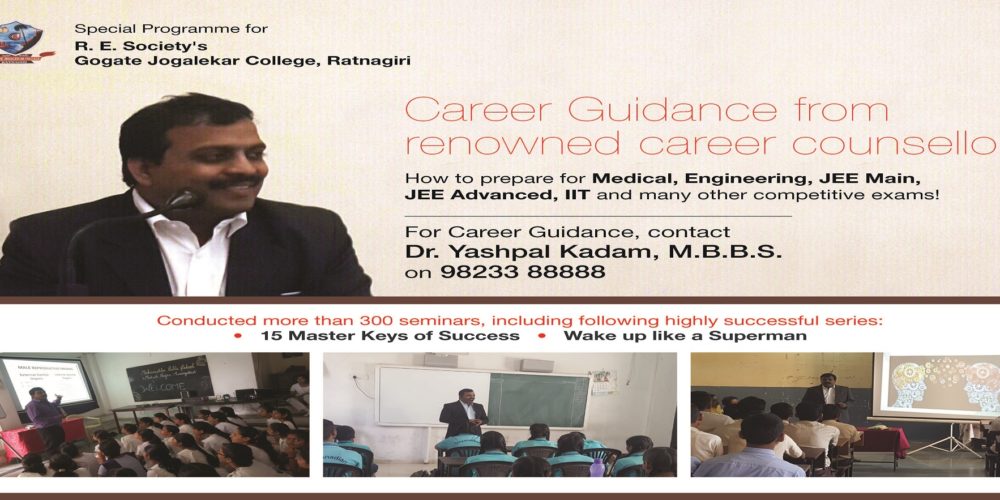 Special Programme for
R. E. Society's
Gogate Jogalekar College, Ratnagiri
Career Guidance from
renowned career counsello
How to prepare for Medical, Engineering, JEE Main,
JEE Advanced, IIT and many other competitive exams!
For Career Guidance, contact
Dr. Yashpal Kadam, M.B.B.S.
on 98233 88888
Conducted more than 300 seminars, including following highly successful series:
• 15 Master Keys of Success • Wake up like a Superman
MALE REPRODUCTIVE ORGANS
WELCOME